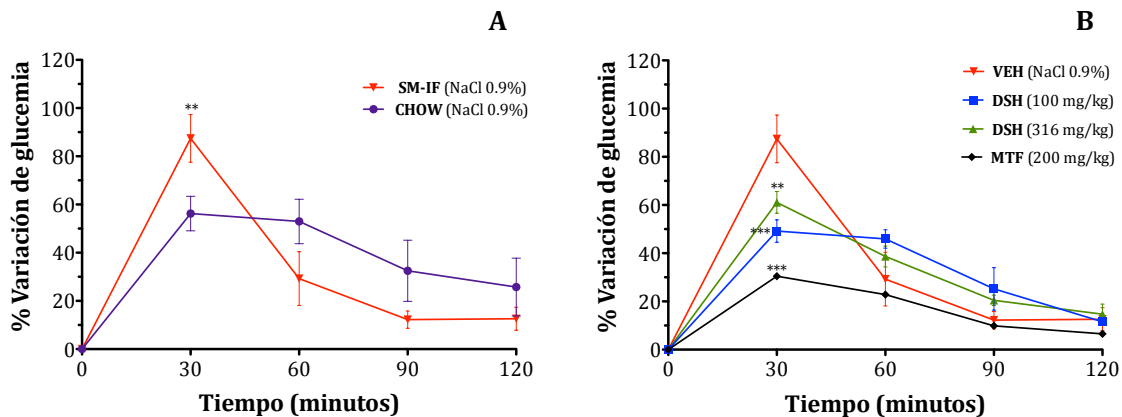 A
% Variación de glucemia
120
100
80
60
40
20
0
**
SM-IF (NaCl 0.9%)
CHOW (NaCl 0.9%)
0 30 60 90 120
Tiempo (minutos)
B
% Variación de glucemia
120
100
80
60
40
20
0
VEH (NaCl 0.9%)
DSH (100 mg/kg)
DSH (316 mg/kg)
MTF (200 mg/kg)
**
***
***
0 30 60 90 120
Tiempo (minutos)